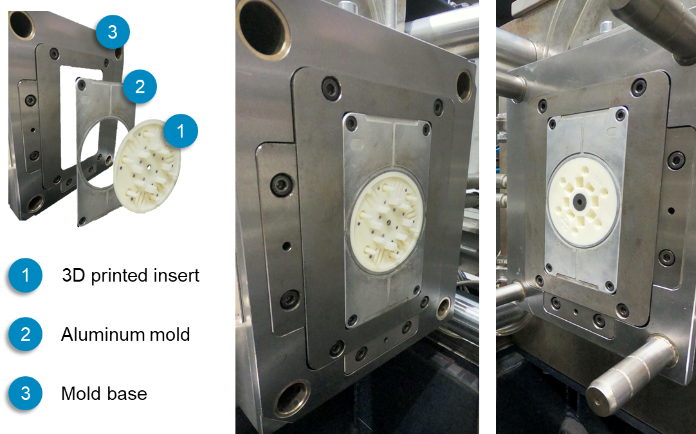 3
2
1
1 3D printed insert
2 Aluminum mold
3 Mold base